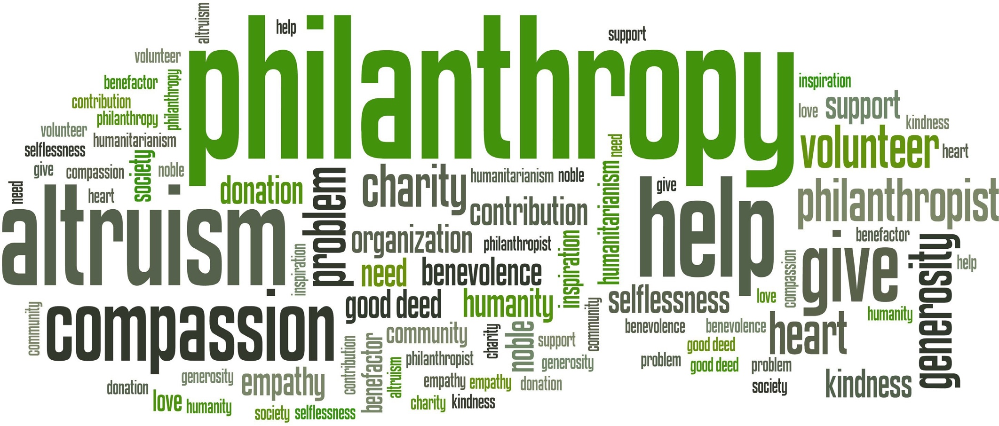 altruism
help
support
philanthropy
volunteer
benefactor
philanthropy
contribution
philanthropy
volunteer
humanitarianism
selflessness
society
give
compassion
noble
need
heart
altruism
inspiration
love
support
kindness
volunteer
heart
need
donation
problem
charity
humanitarianism
noble
humanitarianism
contribution
organization
philanthropist
inspiration
need
benevolence
good deed
humanity
give
help
philanthropist
benefactor
give
generosity
help
compassion
love
selflessness
humanity
heart
benevolence
benevolence
good deed
problem
good deed
problem
society
kindness
inspiration
community
compassion
community
charity
noble
support
community
contribution
benefactor
altruism
philanthropist
generosity
empathy
empathy
donation
charity
kindness
generosity
empathy
donation
love
humanity
society
selflessness